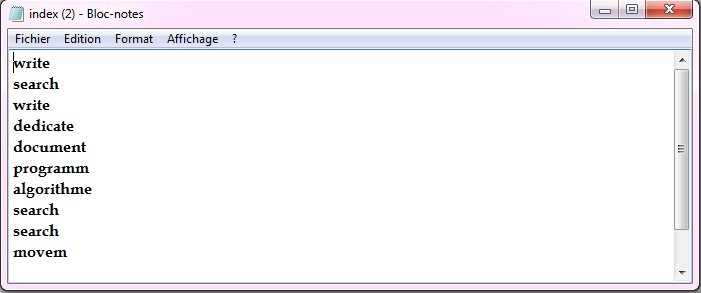 index (2) - Bloc-notes
Fichier Edition Format Affichage ?
write
search
write
dedicate
document
programm
algorithme
search
search
movem